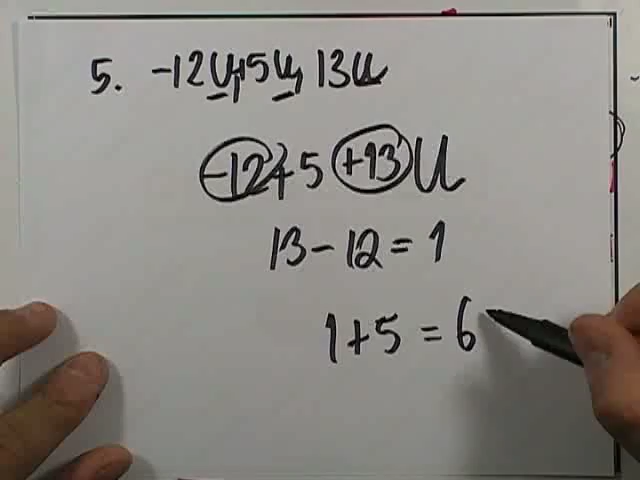 5. -12u, +5u, 13u
-12 + 5 +13 u
13 - 12 = 1
1 + 5 = 6